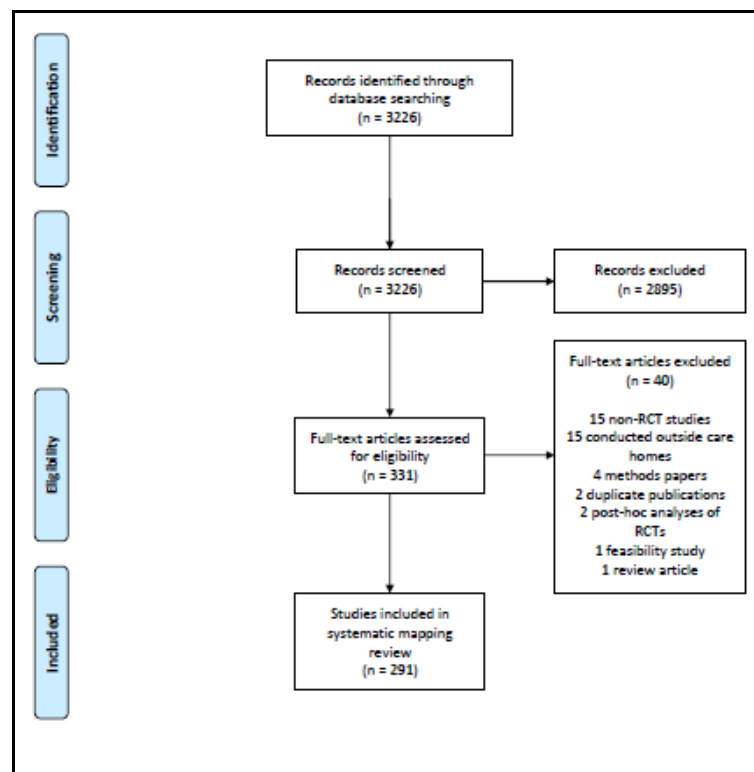 Identification
Records identified through
database searching
(n = 3226)
Screening
Records screened
(n = 3226)
Records excluded
(n = 2895)
Eligibility
Full-text articles assessed
for eligibility
(n = 331)
Full-text articles excluded
(n = 40)
15 non-RCT studies
15 conducted outside care
homes
4 methods papers
2 duplicate publications
2 post-hoc analyses of
RCTs
1 feasibility study
1 review article
Included
Studies included in
systematic mapping
review
(n = 291)